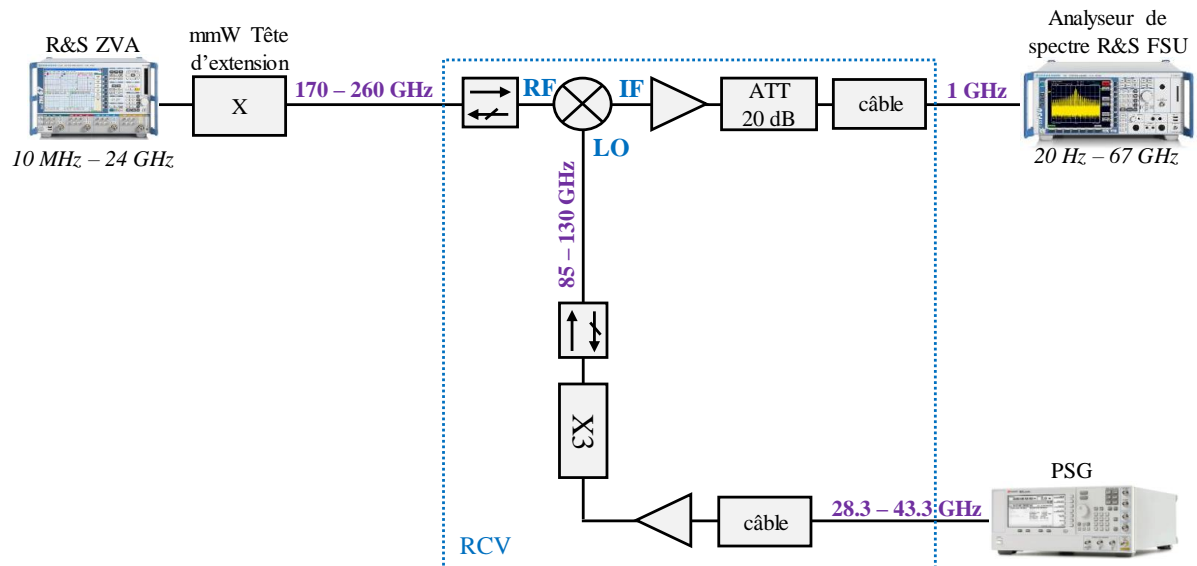 R&S ZVA
10 MHz – 24 GHz
mmW Tête
d'extension
X
170 – 260 GHz
RF
IF
LO
ATT
20 dB
câble
1 GHz
Analyseur de
spectre R&S FSU
20 Hz – 67 GHz
85 – 130 GHz
X3
câble
28.3 – 43.3 GHz
PSG
RCV